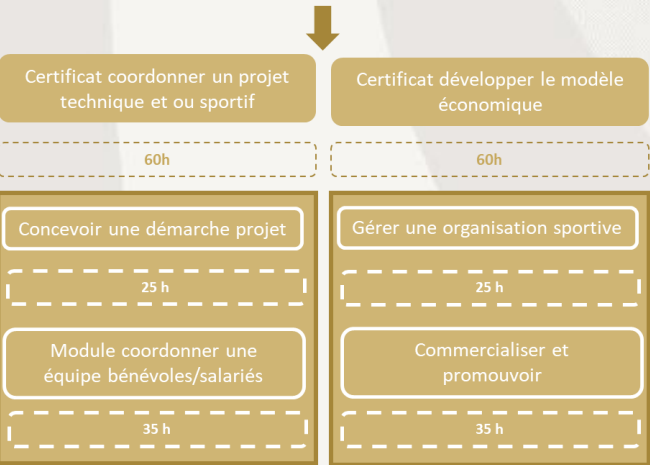 Certificat coordonner un projet
technique et ou sportif
60h
Concevoir une démarche projet
25 h
Module coordonner une
équipe bénévoles/salariés
35 h
Certificat développer le modèle
économique
60h
Gérer une organisation sportive
25 h
Commercialiser et
promouvoir
35 h